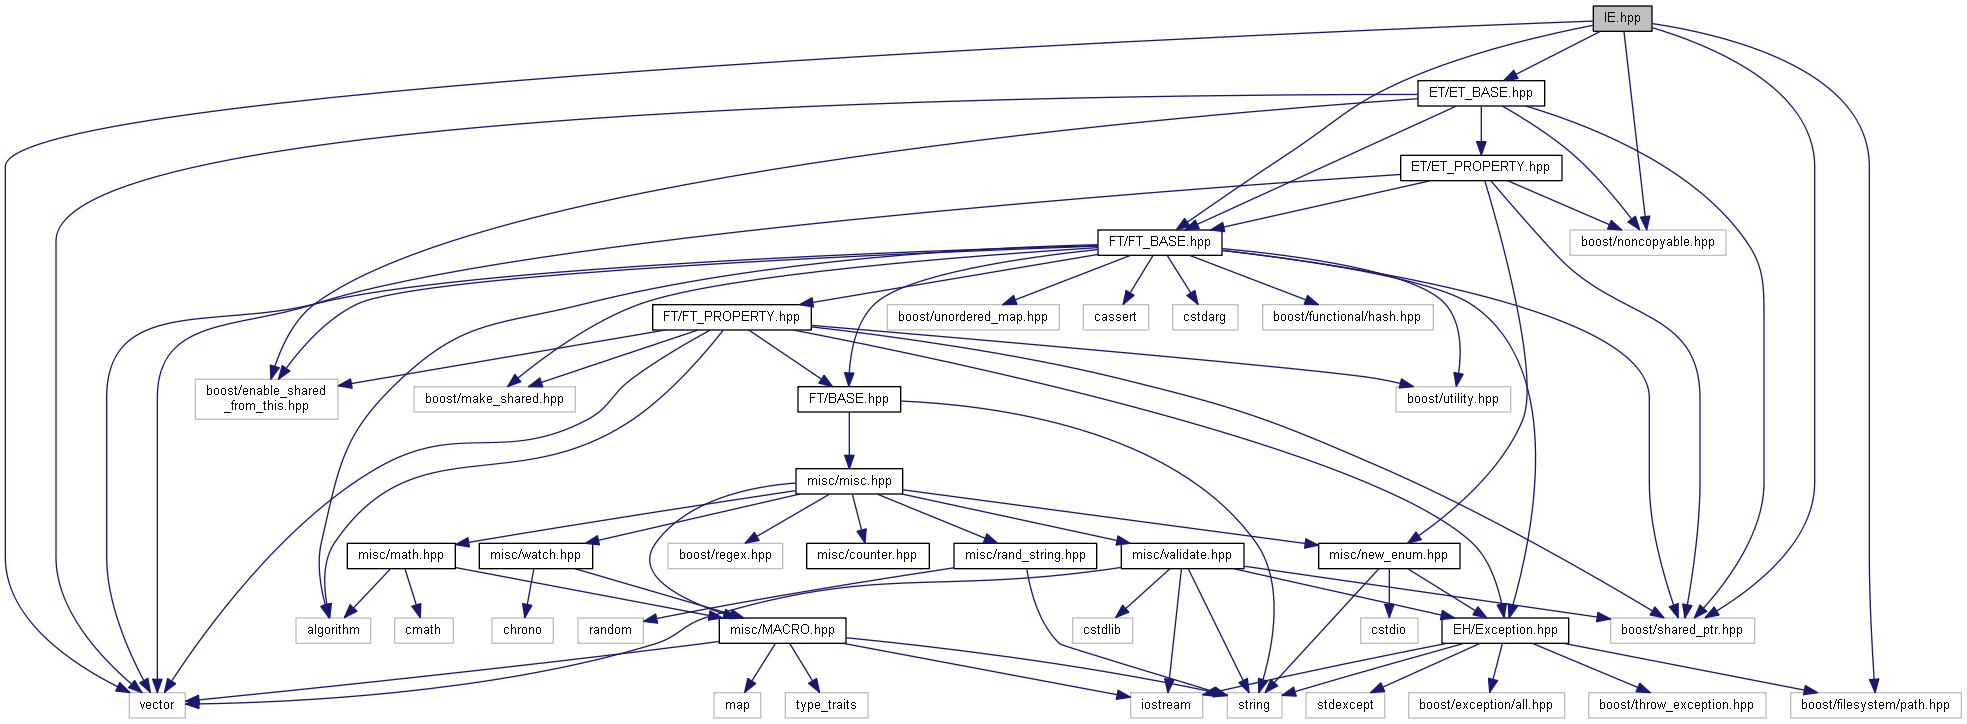 IE.hpp
ET/ET_BASE.hpp
ET/ET_PROPERTY.hpp
FT/FT_BASE.hpp
boost/noncopyable.hpp
FT/FT_PROPERTY.hpp
boost/unordered_map.hpp
cassert
cstdarg
boost/functional/hash.hpp
boost/enable_shared
_from_this.hpp
boost/make_shared.hpp
FT/BASE.hpp
boost/utility.hpp
misc/misc.hpp
misc/math.hpp
misc/watch.hpp
boost/regex.hpp
misc/counter.hpp
misc/rand_string.hpp
misc/validate.hpp
misc/new_enum.hpp
algorithm
cmath
chrono
random
misc/MACRO.hpp
cstdlib
cstdio
EH/Exception.hpp
boost/shared_ptr.hpp
vector
map
type_traits
iostream
string
stdexcept
boost/exception/all.hpp
boost/throw_exception.hpp
boost/filesystem/path.hpp